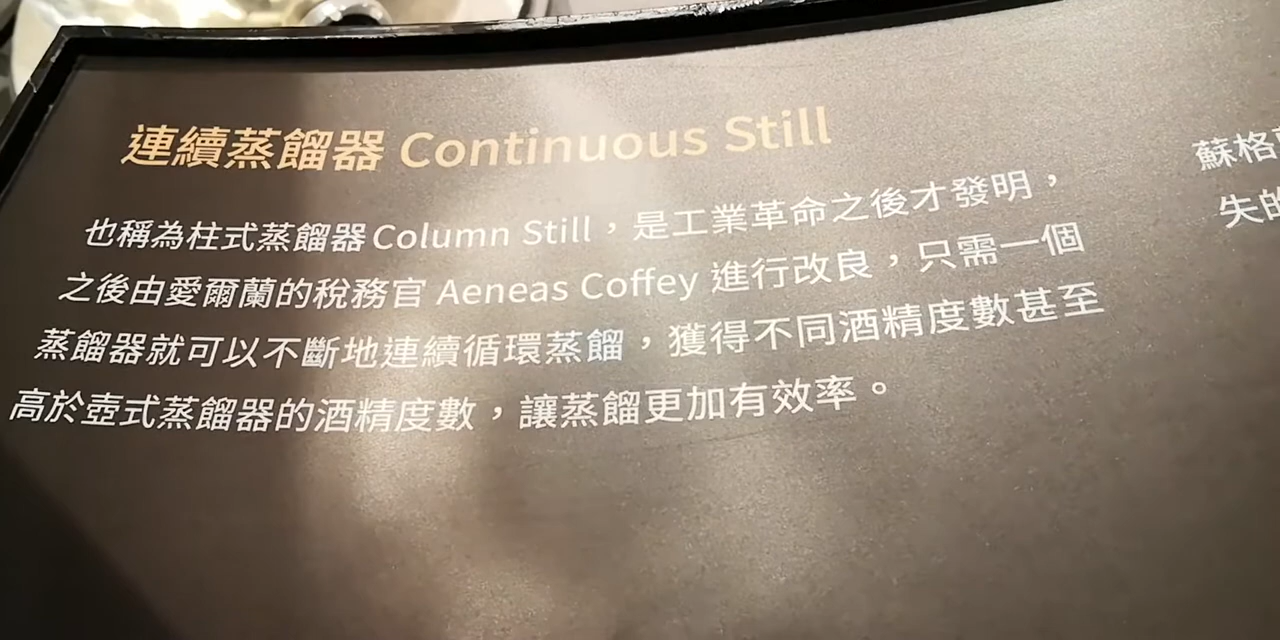 連續蒸餾器 Continuous Still
也稱為柱式蒸餾器 Column Still，是工業革命之後才發明，
之後由愛爾蘭的稅務官 Aeneas Coffey 進行改良，只需一個
蒸餾器就可以不斷地連續循環蒸餾，獲得不同酒精度數甚至
高於壺式蒸餾器的酒精度數，讓蒸餾更加有效率。
蘇格
失的